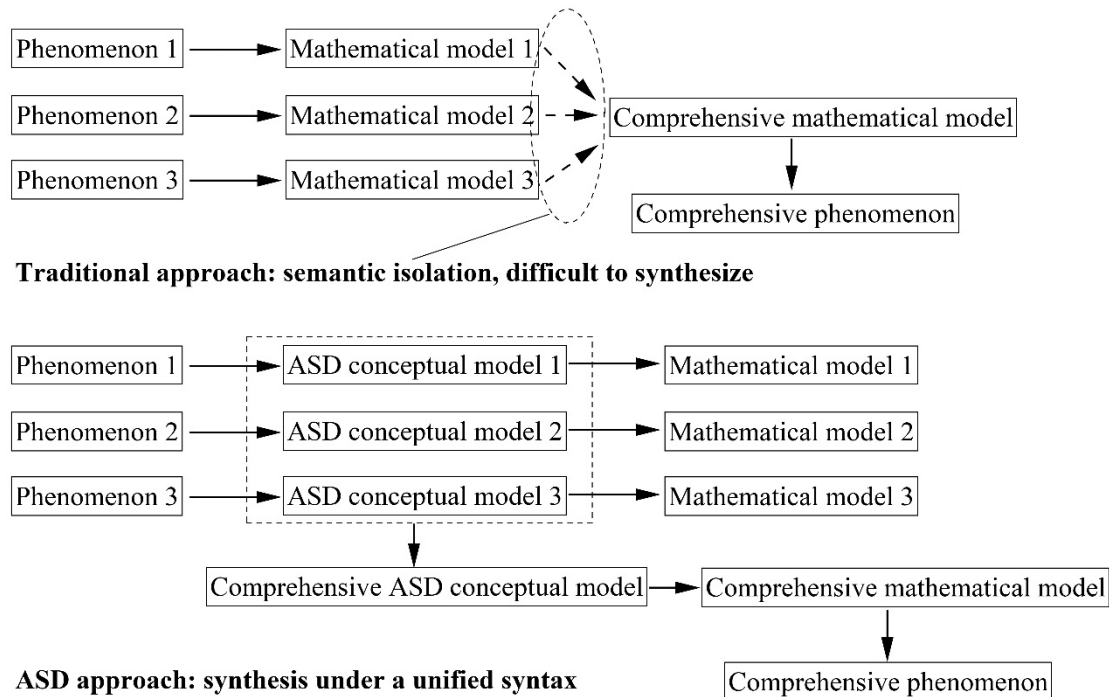 Phenomenon 1
Mathematical model 1
Phenomenon 2
Mathematical model 2
Comprehensive mathematical model
Phenomenon 3
Mathematical model 3
Comprehensive phenomenon
Traditional approach: semantic isolation, difficult to synthesize
Phenomenon 1
ASD conceptual model 1
Mathematical model 1
Phenomenon 2
ASD conceptual model 2
Mathematical model 2
Phenomenon 3
ASD conceptual model 3
Mathematical model 3
Comprehensive ASD conceptual model
Comprehensive mathematical model
Comprehensive phenomenon
ASD approach: synthesis under a unified syntax